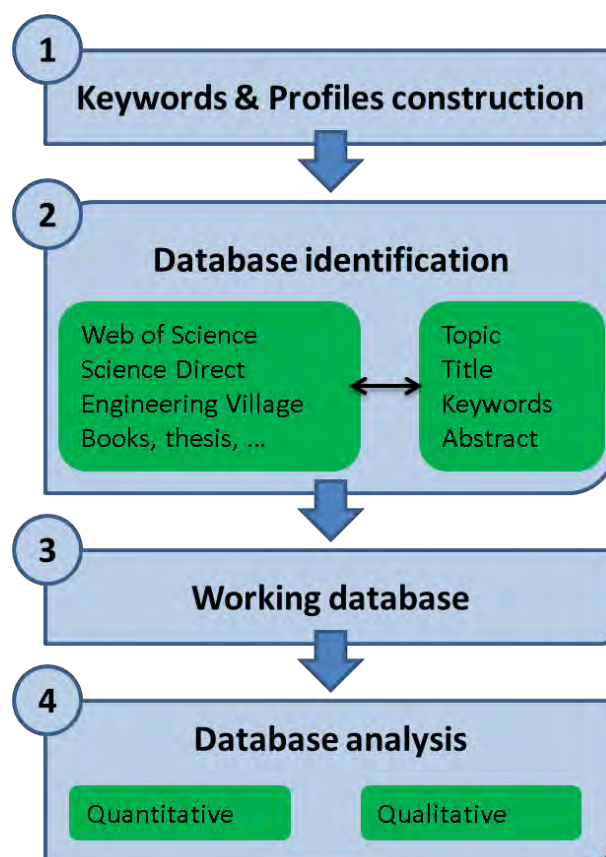 1
Keywords & Profiles construction
2
Database identification
Web of Science
Science Direct
Engineering Village
Books, thesis, ...
Topic
Title
Keywords
Abstract
3
Working database
4
Database analysis
Quantitative
Qualitative